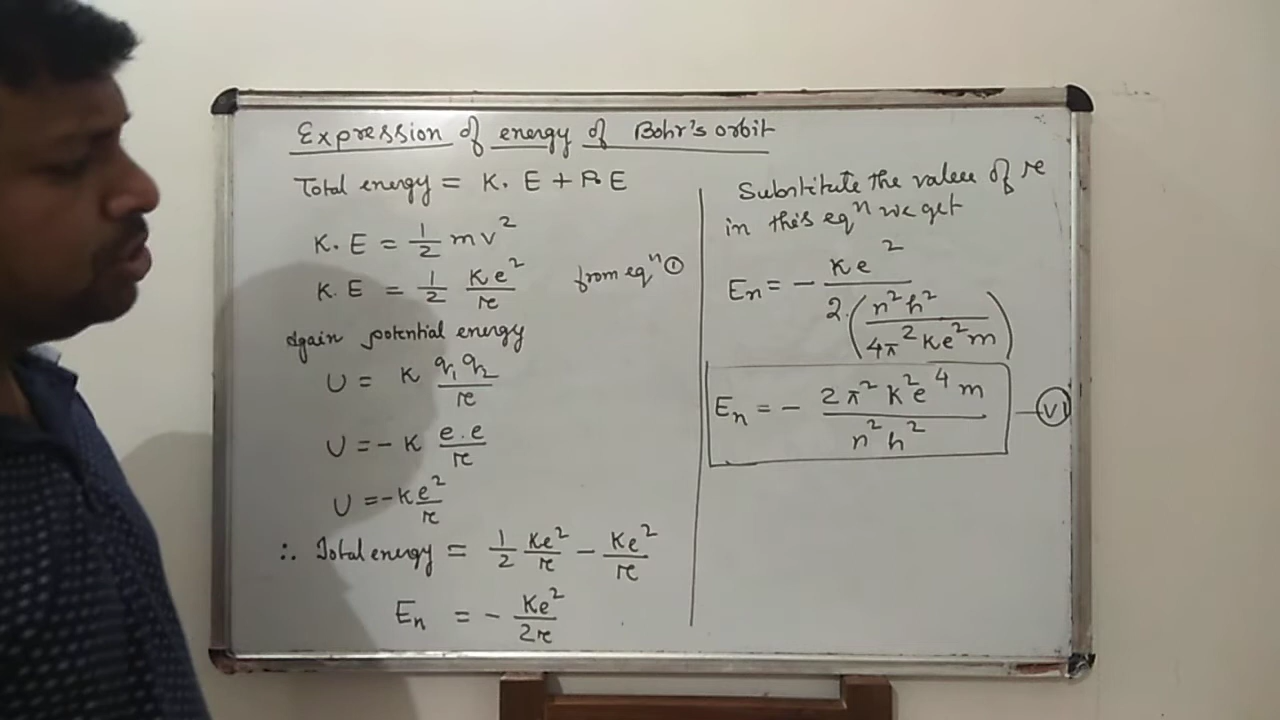 Expression of energy of Bohr's orbit
Total energy = K. E + P. E
K. E = 1/2 mv²
K. E = 1/2 Ke²/r from eqⁿ ①
Again potential energy
U = K q₁q₂/r
U = - K e.e/r
U = - Ke²/r
∴ Total energy = 1/2 Ke²/r - Ke²/r
Eₙ = - Ke²/2r
Substitute the value of r
in this eqⁿ we get
Eₙ = - Ke²/2.(n²h²/4π²Ke²m)
Eₙ = - 2π²K²e⁴m/n²h² — VI